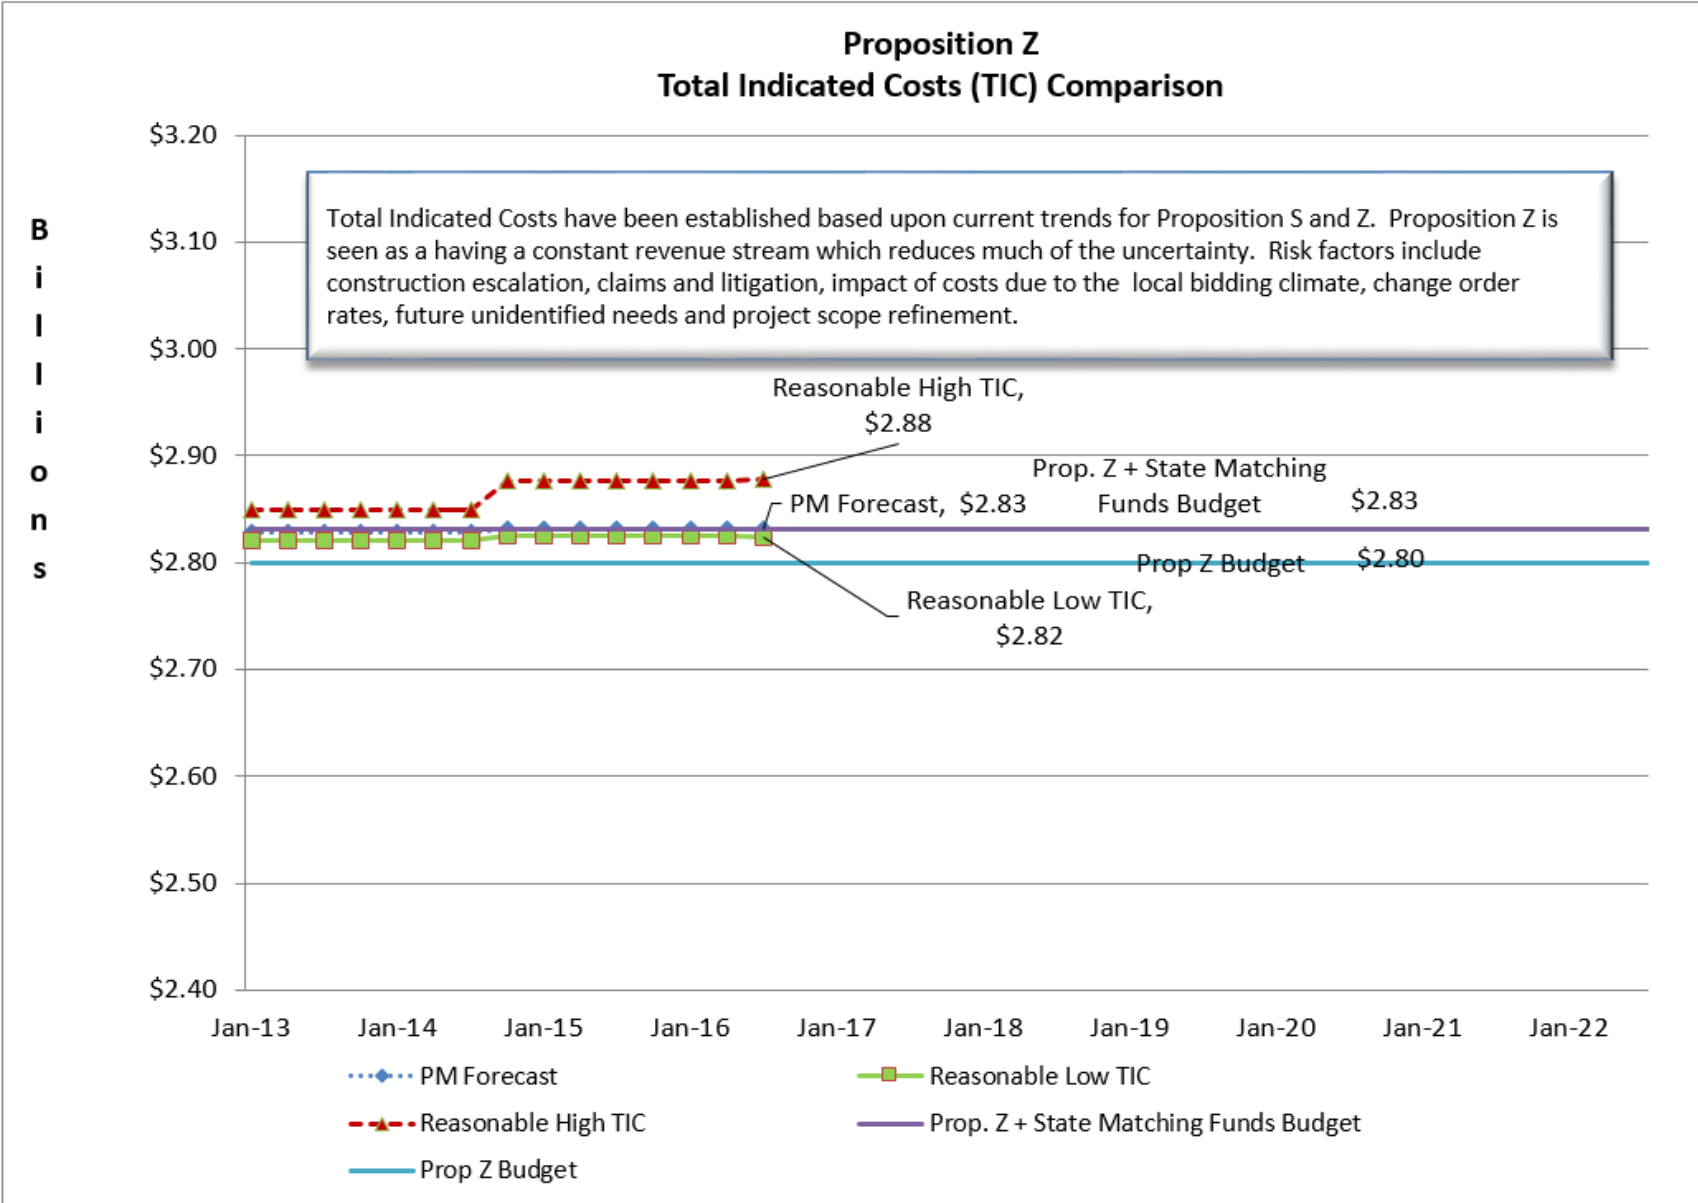 Proposition Z
Total Indicated Costs (TIC) Comparison
Billions
$3.20
$3.10
$3.00
$2.90
$2.80
$2.70
$2.60
$2.50
$2.40
Total Indicated Costs have been established based upon current trends for Proposition S and Z.  Proposition Z is
seen as a having a constant revenue stream which reduces much of the uncertainty.  Risk factors include
construction escalation, claims and litigation, impact of costs due to the  local bidding climate, change order
rates, future unidentified needs and project scope refinement.
Reasonable High TIC,
$2.88
PM Forecast,  $2.83
Prop. Z + State Matching
Funds Budget
$2.83
Prop Z Budget
$2.80
Reasonable Low TIC,
$2.82
Jan-13 Jan-14 Jan-15 Jan-16 Jan-17 Jan-18 Jan-19 Jan-20 Jan-21 Jan-22
PM Forecast
Reasonable Low TIC
Reasonable High TIC
Prop. Z + State Matching Funds Budget
Prop Z Budget